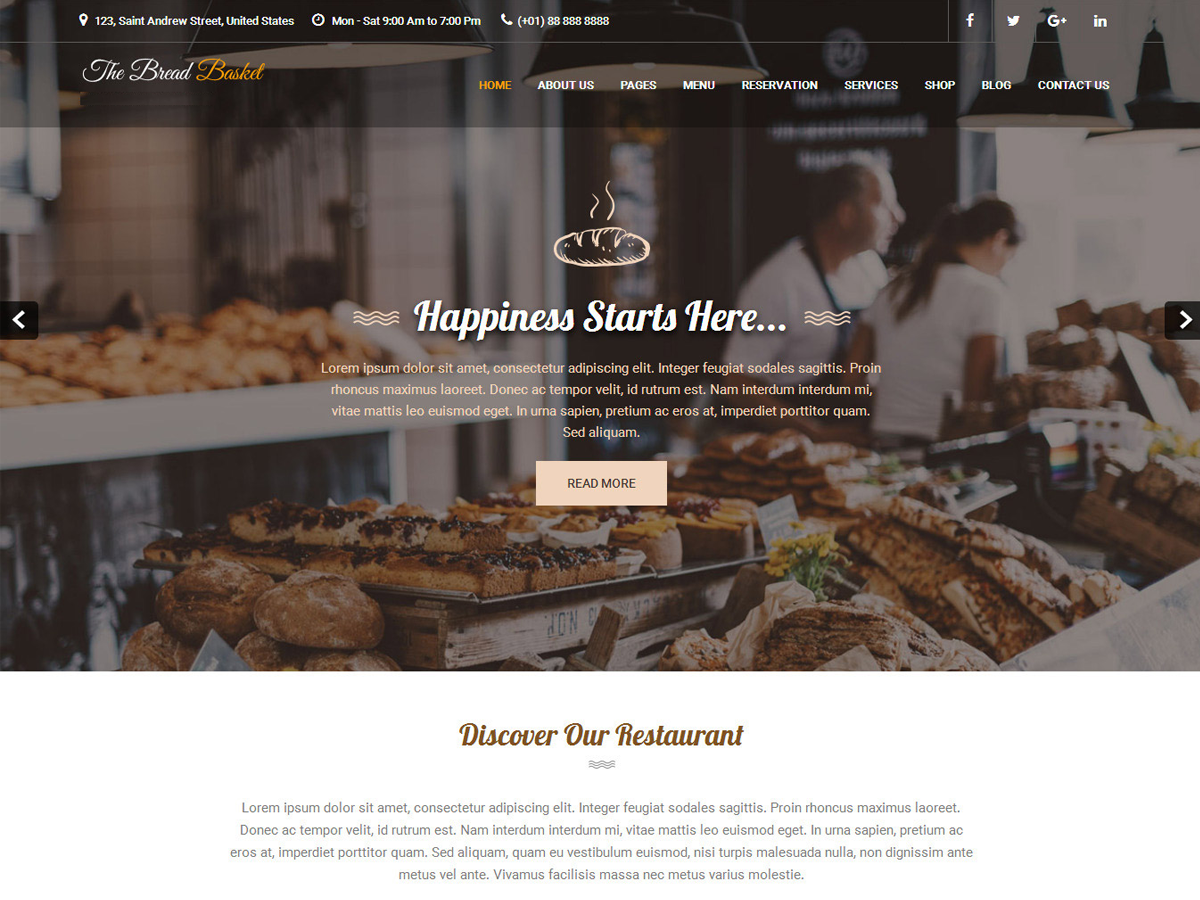 123, Saint Andrew Street, United States Mon - Sat 9:00 Am to 7:00 Pm (+01) 88 888 8888
The Bread Basket
HOME ABOUT US PAGES MENU RESERVATION SERVICES SHOP BLOG CONTACT US
Happiness Starts Here...
Lorem ipsum dolor sit amet, consectetur adipiscing elit. Integer feugiat sodales sagittis. Proin
rhoncus maximus laoreet. Donec ac tempor velit, id rutrum est. Nam interdum interdum mi,
vitae mattis leo euismod eget. In urna sapien, pretium ac eros at, imperdiet porttitor quam.
Sed aliquam.
READ MORE
Discover Our Restaurant
Lorem ipsum dolor sit amet, consectetur adipiscing elit. Integer feugiat sodales sagittis. Proin rhoncus maximus laoreet.
Donec ac tempor velit, id rutrum est. Nam interdum interdum mi, vitae mattis leo euismod eget. In urna sapien, pretium ac
eros at, imperdiet porttitor quam. Sed aliquam, quam eu vestibulum euismod, nisi turpis malesuada nulla, non dignissim ante
metus vel ante. Vivamus facilisis massa nec metus varius molestie.